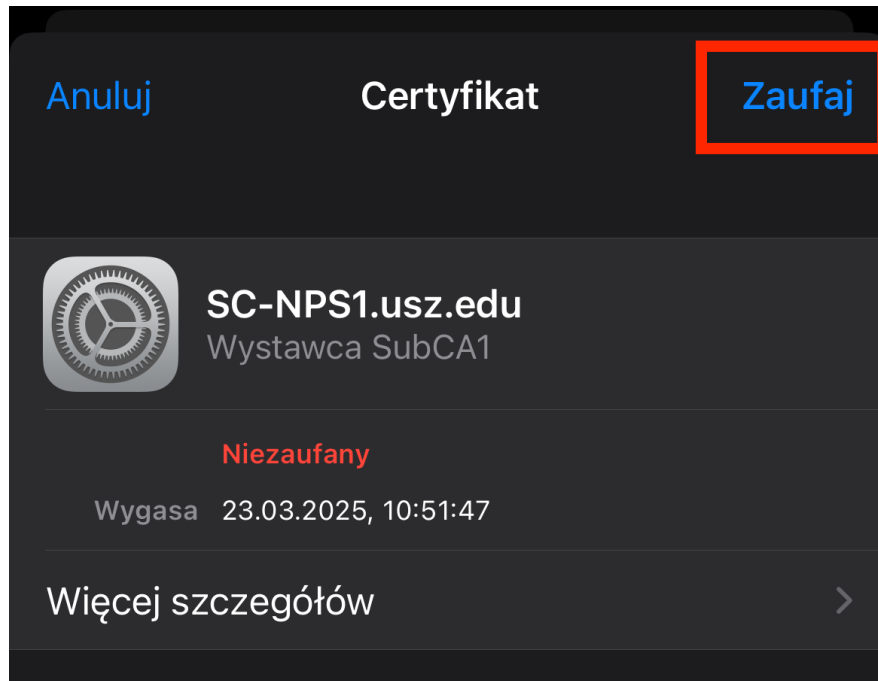 Anuluj Certyfikat Zaufaj
SC-NPS1.usz.edu
Wystawca SubCA1
Niezaufany
Wygasa 23.03.2025, 10:51:47
Więcej szczegółów